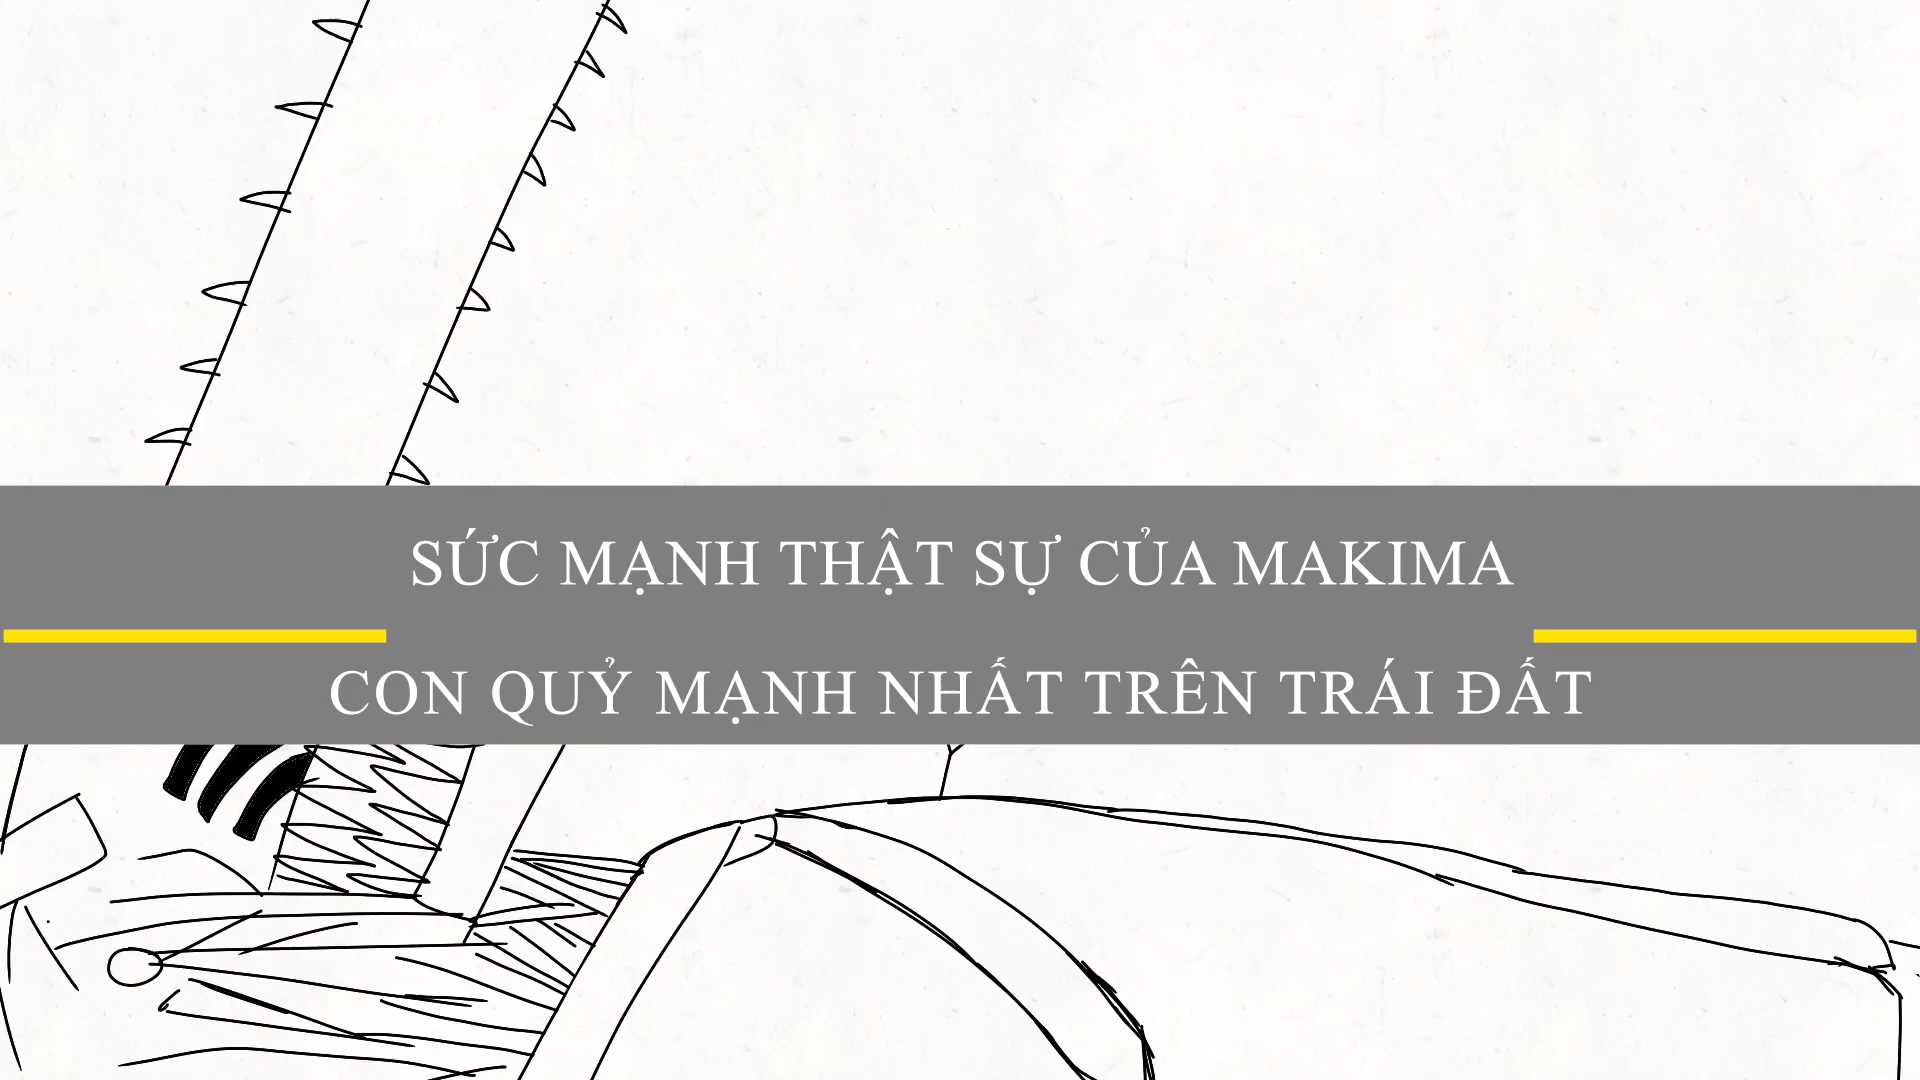 SỨC MẠNH THẬT SỰ CỦA MAKIMA
CON QUỶ MẠNH NHẤT TRÊN TRÁI ĐẤT